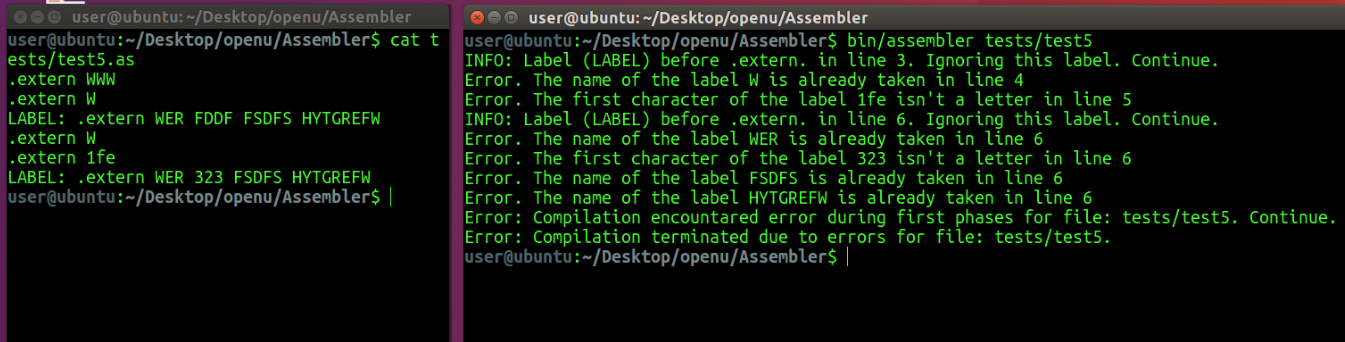 user@ubuntu: ~/Desktop/openu/Assembler
user@ubuntu:~/Desktop/openu/Assembler$ cat t
ests/test5.as
.extern WWW
.extern W
LABEL: .extern WER FDDF FSDFS HYTGREFW
.extern W
.extern 1fe
LABEL: .extern WER 323 FSDFS HYTGREFW
user@ubuntu:~/Desktop/openu/Assembler$
user@ubuntu: ~/Desktop/openu/Assembler
user@ubuntu:~/Desktop/openu/Assembler$ bin/assembler tests/test5
INFO: Label (LABEL) before .extern. in line 3. Ignoring this label. Continue.
Error. The name of the label W is already taken in line 4
Error. The first character of the label 1fe isn't a letter in line 5
INFO: Label (LABEL) before .extern. in line 6. Ignoring this label. Continue.
Error. The name of the label WER is already taken in line 6
Error. The first character of the label 323 isn't a letter in line 6
Error. The name of the label FSDFS is already taken in line 6
Error. The name of the label HYTGREFW is already taken in line 6
Error: Compilation encountared error during first phases for file: tests/test5. Continue.
Error: Compilation terminated due to errors for file: tests/test5.
user@ubuntu:~/Desktop/openu/Assembler$